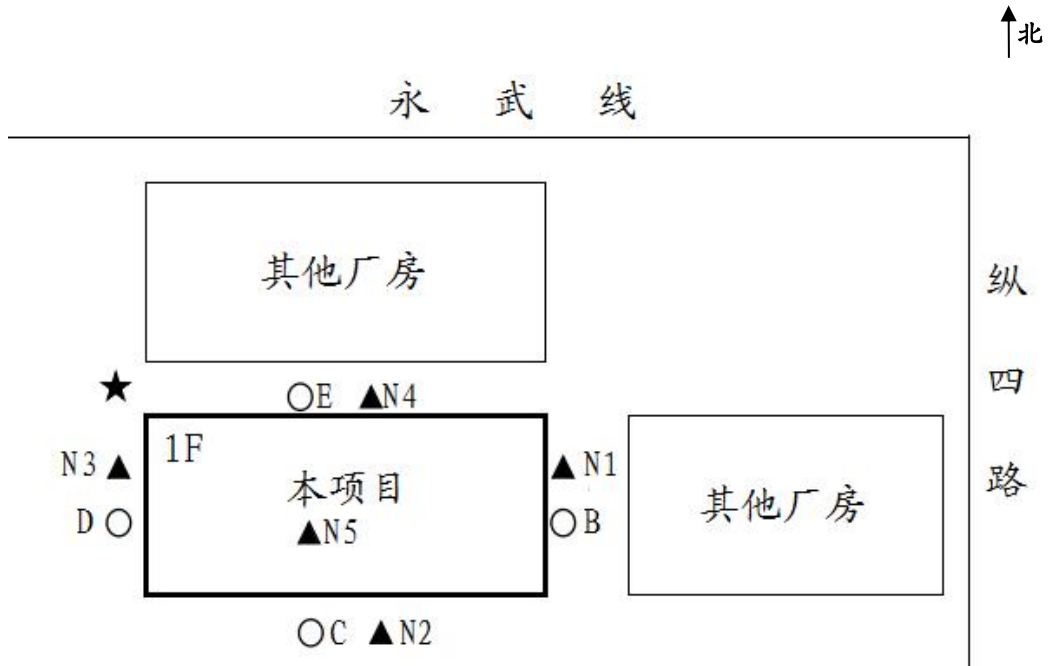 北
永武线
其他厂房
纵四路
★
○E ▲N4
1F
N3▲
本项目
▲N1
D○
▲N5
○B
其他厂房
○C ▲N2